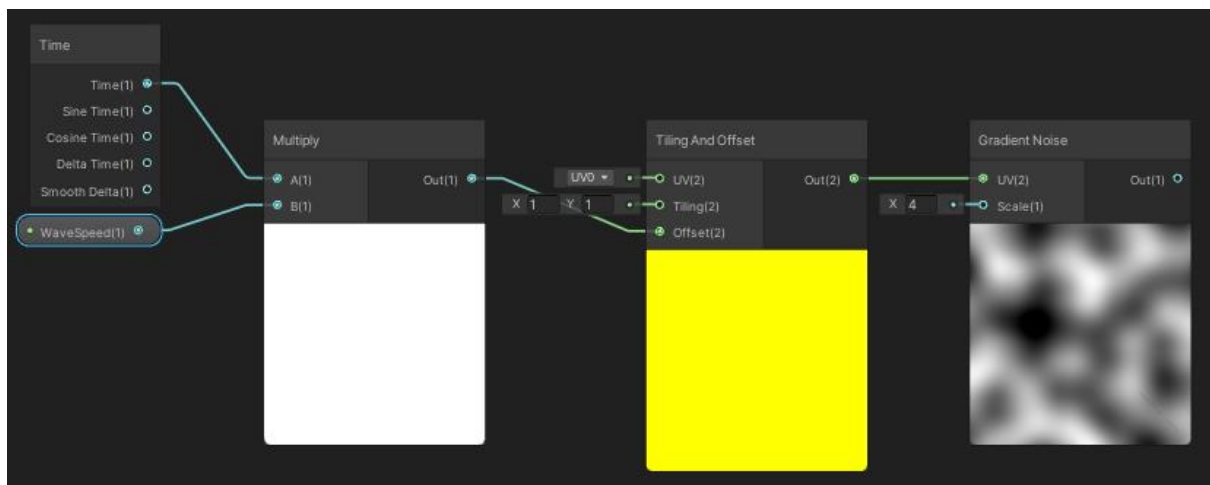 Time
Time(1)
Sine Time(1)
Cosine Time(1)
Delta Time(1)
Smooth Delta(1)
WaveSpeed(1)
Multiply
A(1) Out(1)
B(1)
Tiling And Offset
UV0 UV(2) Out(2)
X 1 Y 1 Tiling(2)
Offset(2)
Gradient Noise
UV(2) Out(1)
X 4 Scale(1)